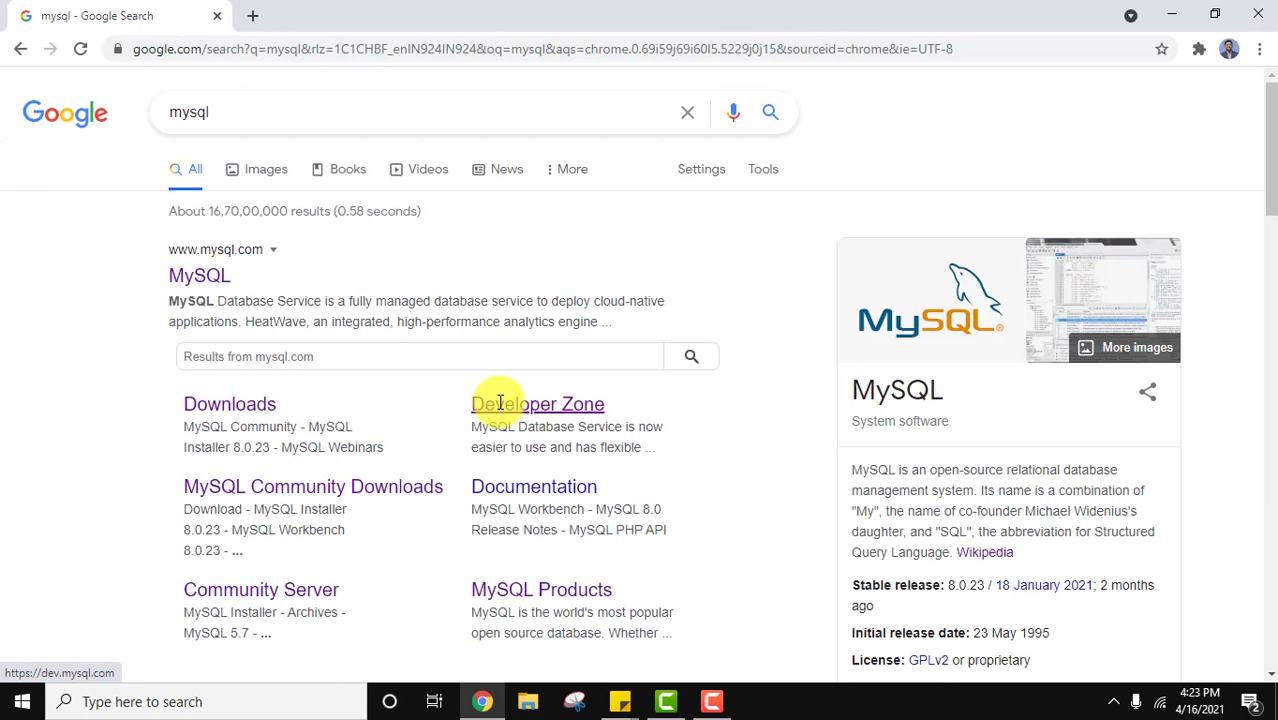 mysql - Google Search
google.com/search?q=mysql&rlz=1C1CHBF_enIN924IN924&oq=mysql&aqs=chrome.0.69i59j69i60l5.5229j0j15&sourceid=chrome&ie=UTF-8
Google
mysql
All Images Books Videos News More Settings Tools
About 16,70,00,000 results (0.58 seconds)
www.mysql.com
MySQL
MySQL Database Service is a fully managed database service to deploy cloud-native
applications. HeatWave, an integrated, high-performance analytics engine ...
Results from mysql.com
Downloads
MySQL Community - MySQL
Installer 8.0.23 - MySQL Webinars
Developer Zone
MySQL Database Service is now
easier to use and has flexible ...
MySQL Community Downloads
Download - MySQL Installer
8.0.23 - MySQL Workbench
8.0.23 - ...
Documentation
MySQL Workbench - MySQL 8.0
Release Notes - MySQL PHP API
Community Server
MySQL Installer - Archives -
MySQL 5.7 - ...
MySQL Products
MySQL is the world's most popular
open source database. Whether ...
MySQL®
More images
MySQL
System software
MySQL is an open-source relational database
management system. Its name is a combination of
"My", the name of co-founder Michael Widenius's
daughter, and "SQL", the abbreviation for Structured
Query Language. Wikipedia
Stable release: 8.0.23 / 18 January 2021; 2 months
ago
Initial release date: 23 May 1995
License: GPLv2 or proprietary
https://dev.mysql.com
Type here to search
4:23 PM
4/16/2021
2